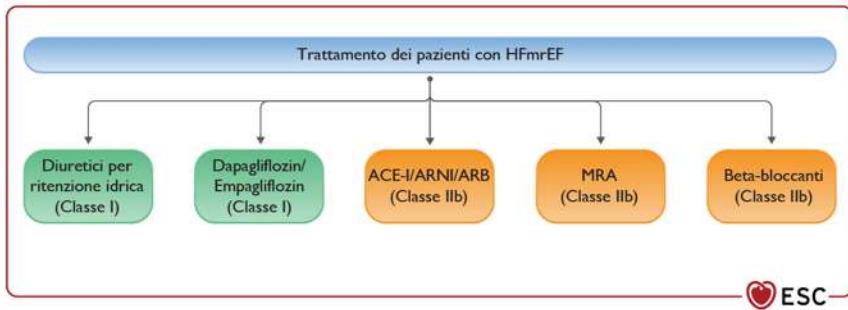 Trattamento dei pazienti con HFmrEF
Diuretici per
ritenzione idrica
(Classe I)
Dapagliflozin/
Empagliflozin
(Classe I)
ACE-I/ARNI/ARB
(Classe IIb)
MRA
(Classe IIb)
Beta-bloccanti
(Classe IIb)
ESC